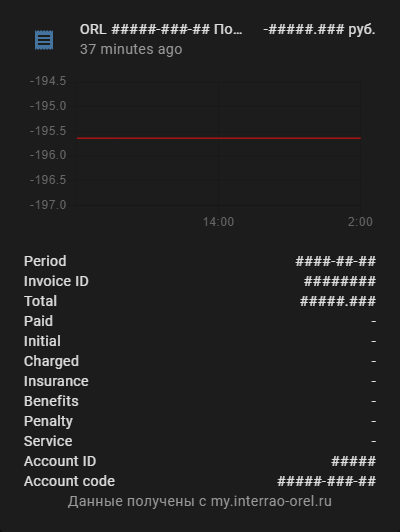 ORL #####-###-## По... -#####.### руб.
37 minutes ago
-194.5
-195.0
-195.5
-196.0
-196.5
-197.0
14:00 2:00
Period ####-##-##
Invoice ID ########
Total #####.###
Paid -
Initial -
Charged -
Insurance -
Benefits -
Penalty -
Service -
Account ID #####
Account code #####-###-##
Данные получены с my.interrao-orel.ru